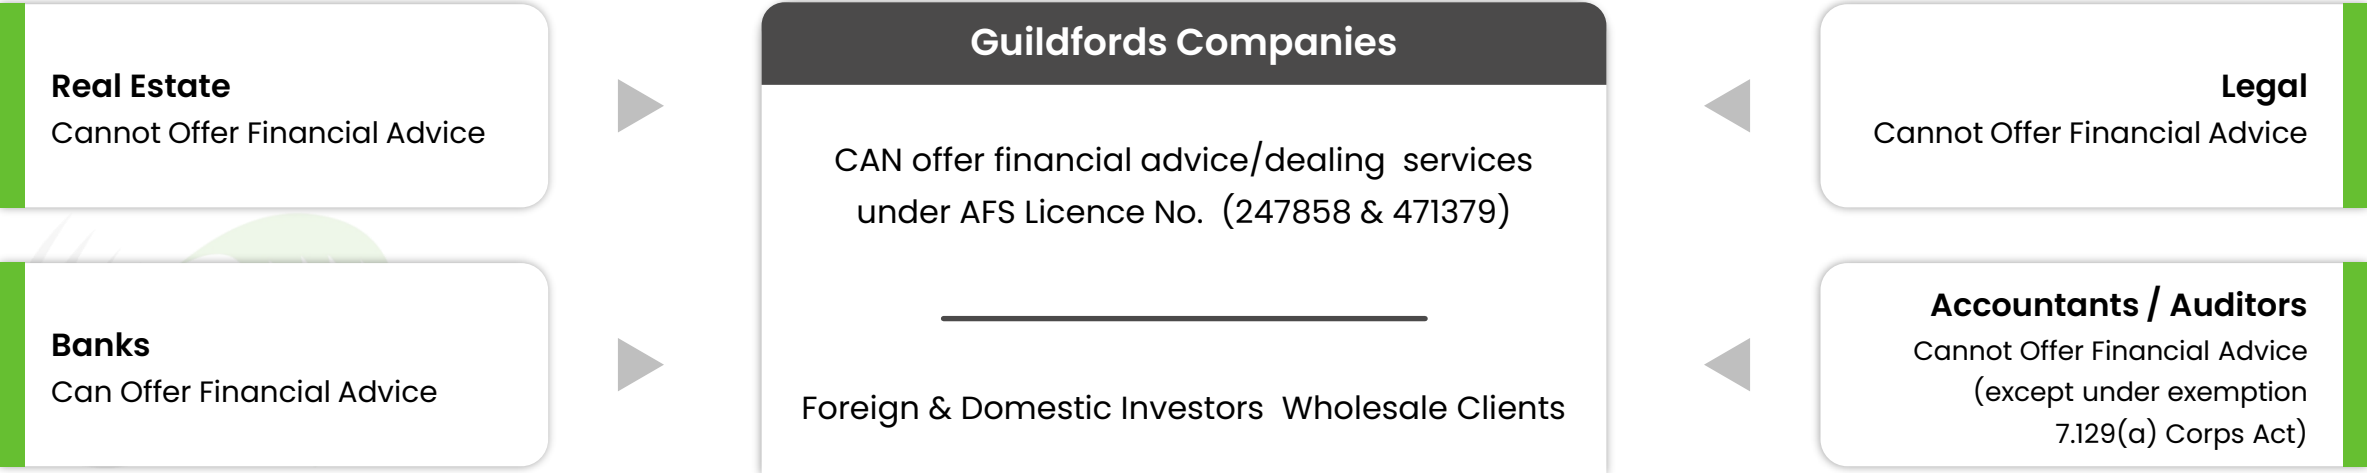 Real Estate
Cannot Offer Financial Advice
Banks
Can Offer Financial Advice
Guildfords Companies
CAN offer financial advice/dealing services
under AFS Licence No. (247858 & 471379)
Foreign & Domestic Investors Wholesale Clients
Legal
Cannot Offer Financial Advice
Accountants / Auditors
Cannot Offer Financial Advice
(except under exemption
7.129(a) Corps Act)